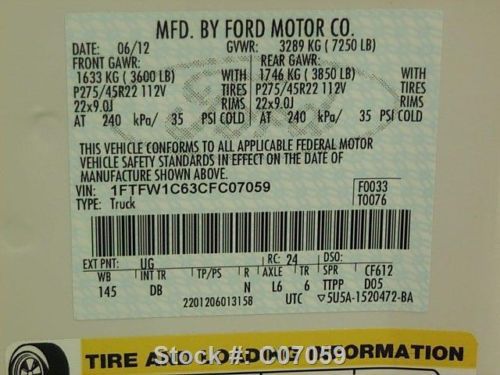 MFD. BY FORD MOTOR CO.
DATE: 06/12 GVWR: 3289 KG ( 7250 LB)
FRONT GAWR: REAR GAWR:
1633 KG ( 3600 LB) WITH 1746 KG ( 3850 LB) WITH
P275/45R22 112V TIRES P275/45R22 112V TIRES
22x9.0J RIMS 22x9.0J RIMS
AT 240 kPa/ 35 PSI COLD AT 240 kPa/ 35 PSI COLD
THIS VEHICLE CONFORMS TO ALL APPLICABLE FEDERAL MOTOR
VEHICLE SAFETY STANDARDS IN EFFECT ON THE DATE OF
MANUFACTURE SHOWN ABOVE.
VIN: 1FTFW1C63CFC07059 F0033
TYPE: Truck T0076
EXT PNT: UG RC: 24 DSO:
WB INT TR TP/PS R AXLE TR SPR CF612
145 DB N L6 6 TTPP D05
2201206013158 UTC ▽5U5A-1520472-BA
TIRE AND LOADING INFORMATION
Stock #: C07059